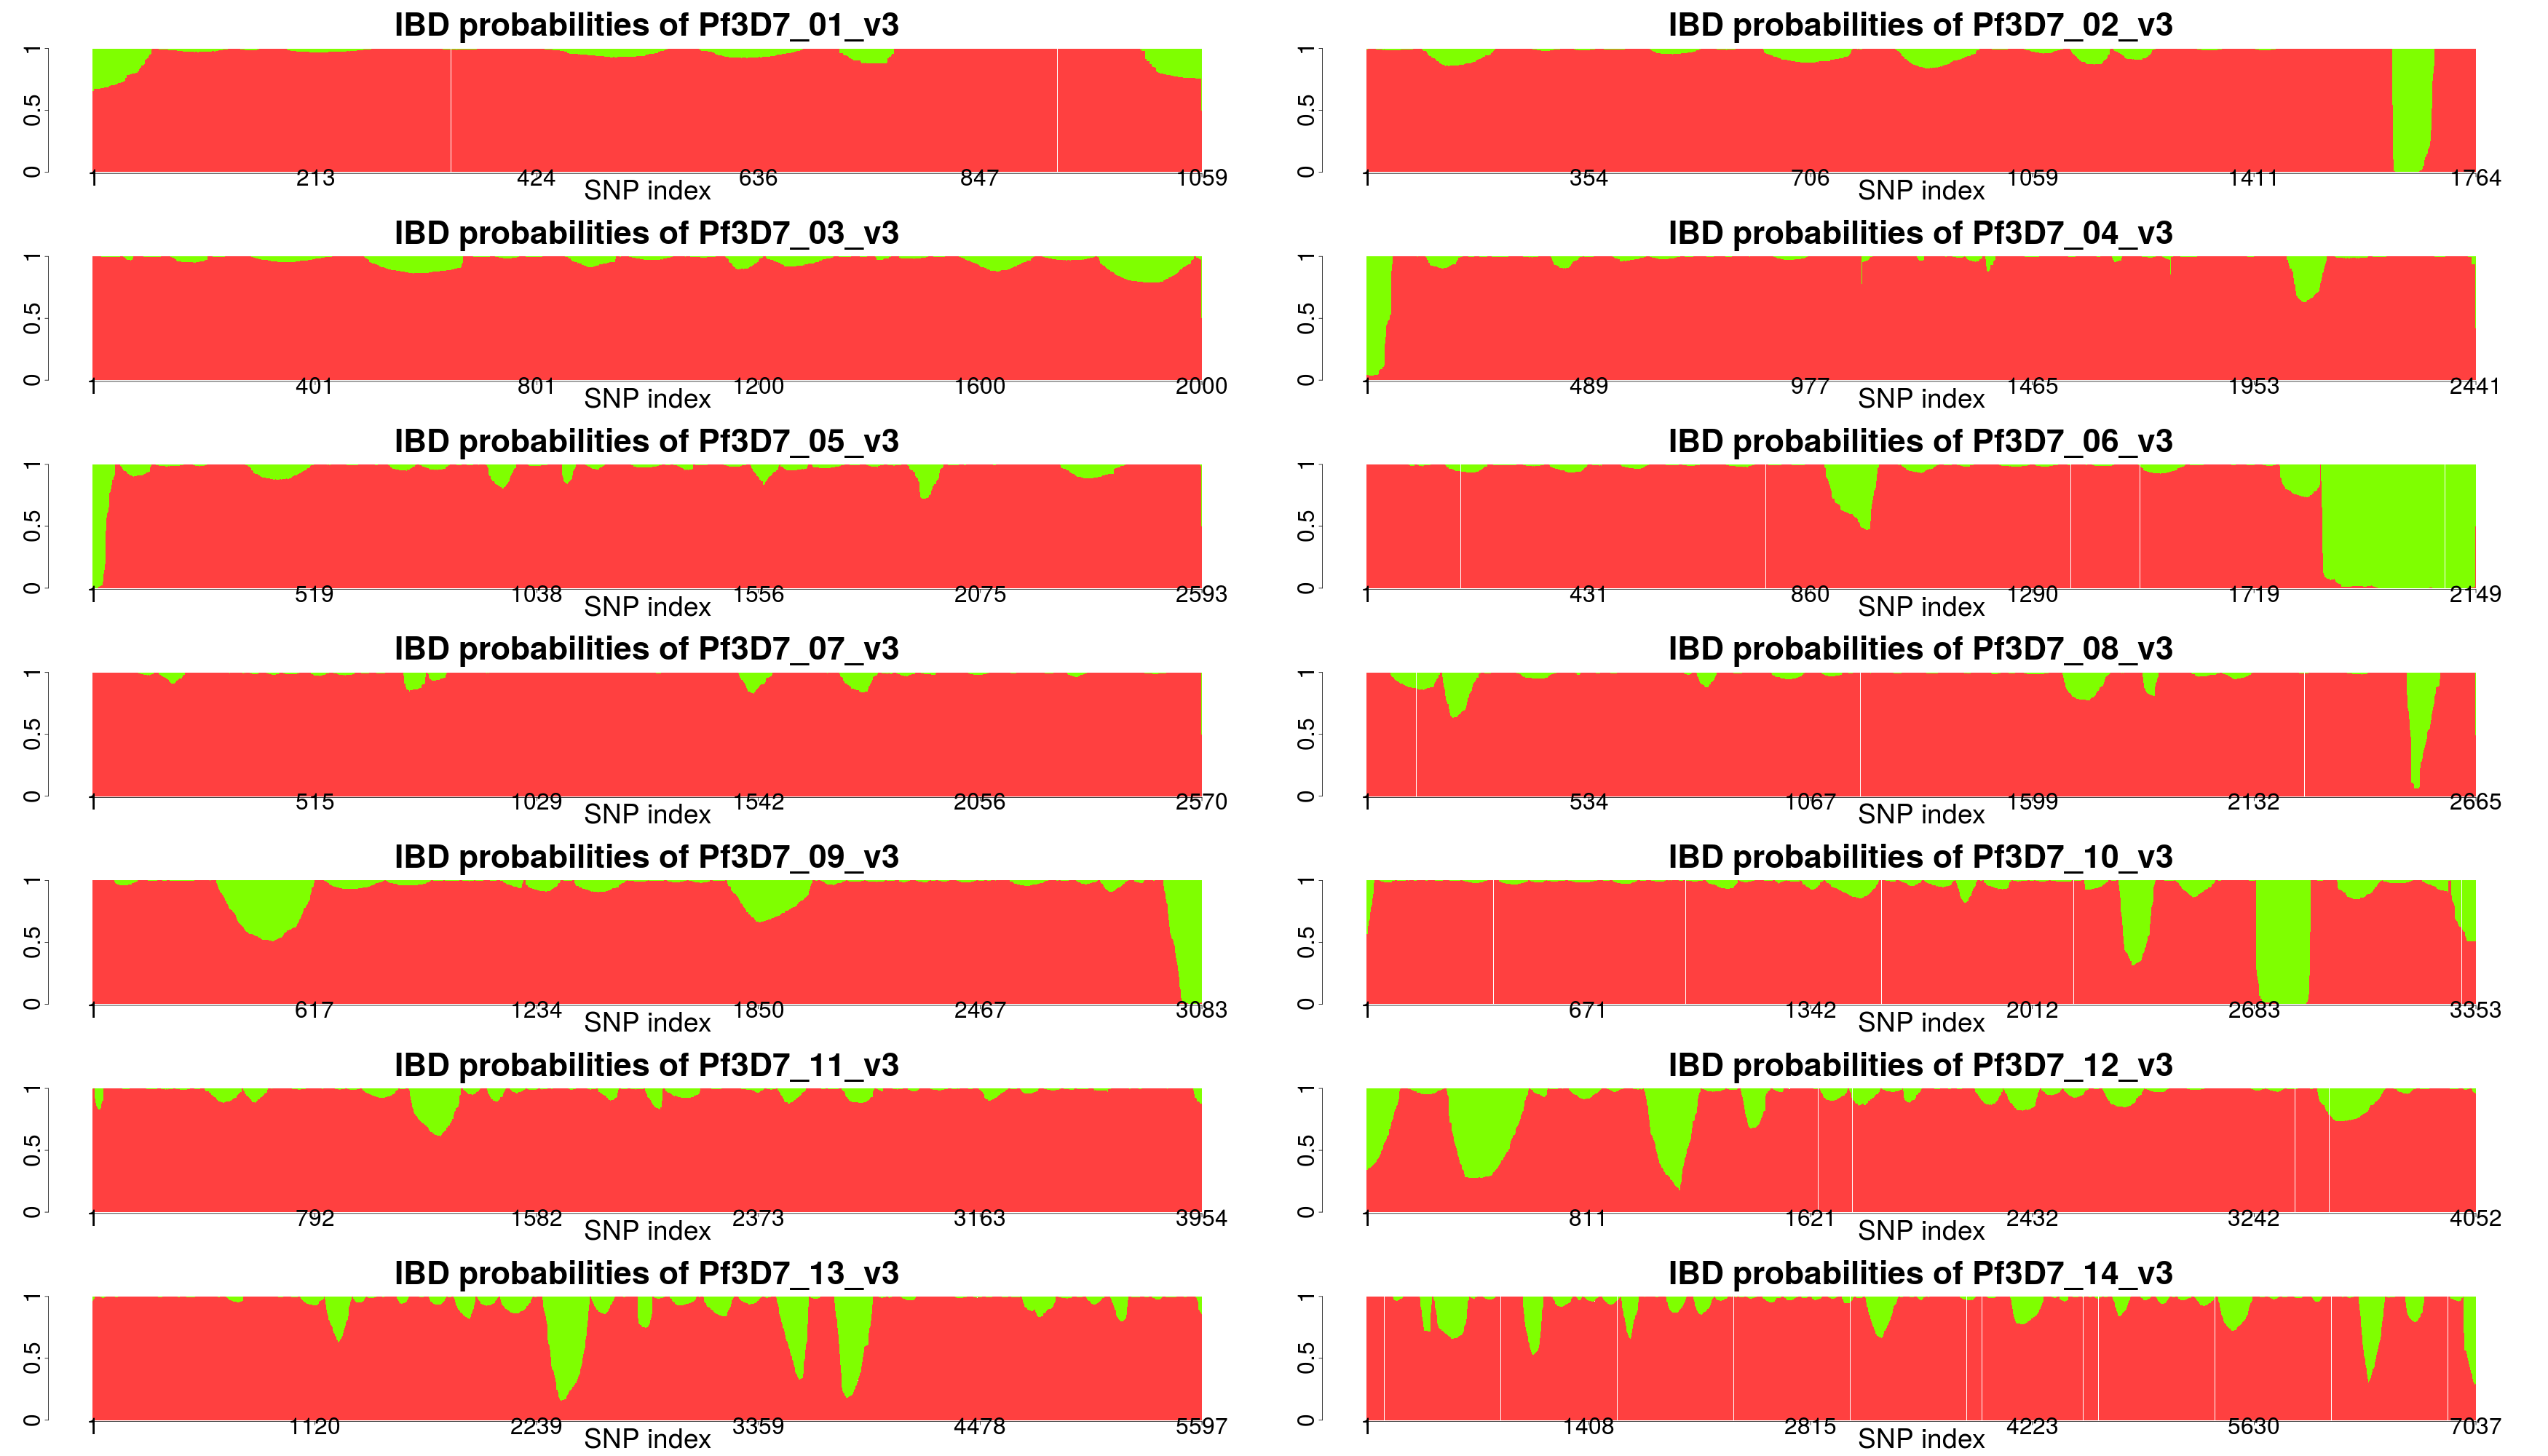 IBD probabilities of Pf3D7_01_v3
0 0.5 1
1 213 424 636 847 1059
SNP index
IBD probabilities of Pf3D7_02_v3
0 0.5 1
1 354 706 1059 1411 1764
SNP index
IBD probabilities of Pf3D7_03_v3
0 0.5 1
1 401 801 1200 1600 2000
SNP index
IBD probabilities of Pf3D7_04_v3
0 0.5 1
1 489 977 1465 1953 2441
SNP index
IBD probabilities of Pf3D7_05_v3
0 0.5 1
1 519 1038 1556 2075 2593
SNP index
IBD probabilities of Pf3D7_06_v3
0 0.5 1
1 431 860 1290 1719 2149
SNP index
IBD probabilities of Pf3D7_07_v3
0 0.5 1
1 515 1029 1542 2056 2570
SNP index
IBD probabilities of Pf3D7_08_v3
0 0.5 1
1 534 1067 1599 2132 2665
SNP index
IBD probabilities of Pf3D7_09_v3
0 0.5 1
1 617 1234 1850 2467 3083
SNP index
IBD probabilities of Pf3D7_10_v3
0 0.5 1
1 671 1342 2012 2683 3353
SNP index
IBD probabilities of Pf3D7_11_v3
0 0.5 1
1 792 1582 2373 3163 3954
SNP index
IBD probabilities of Pf3D7_12_v3
0 0.5 1
1 811 1621 2432 3242 4052
SNP index
IBD probabilities of Pf3D7_13_v3
0 0.5 1
1 1120 2239 3359 4478 5597
SNP index
IBD probabilities of Pf3D7_14_v3
0 0.5 1
1 1408 2815 4223 5630 7037
SNP index